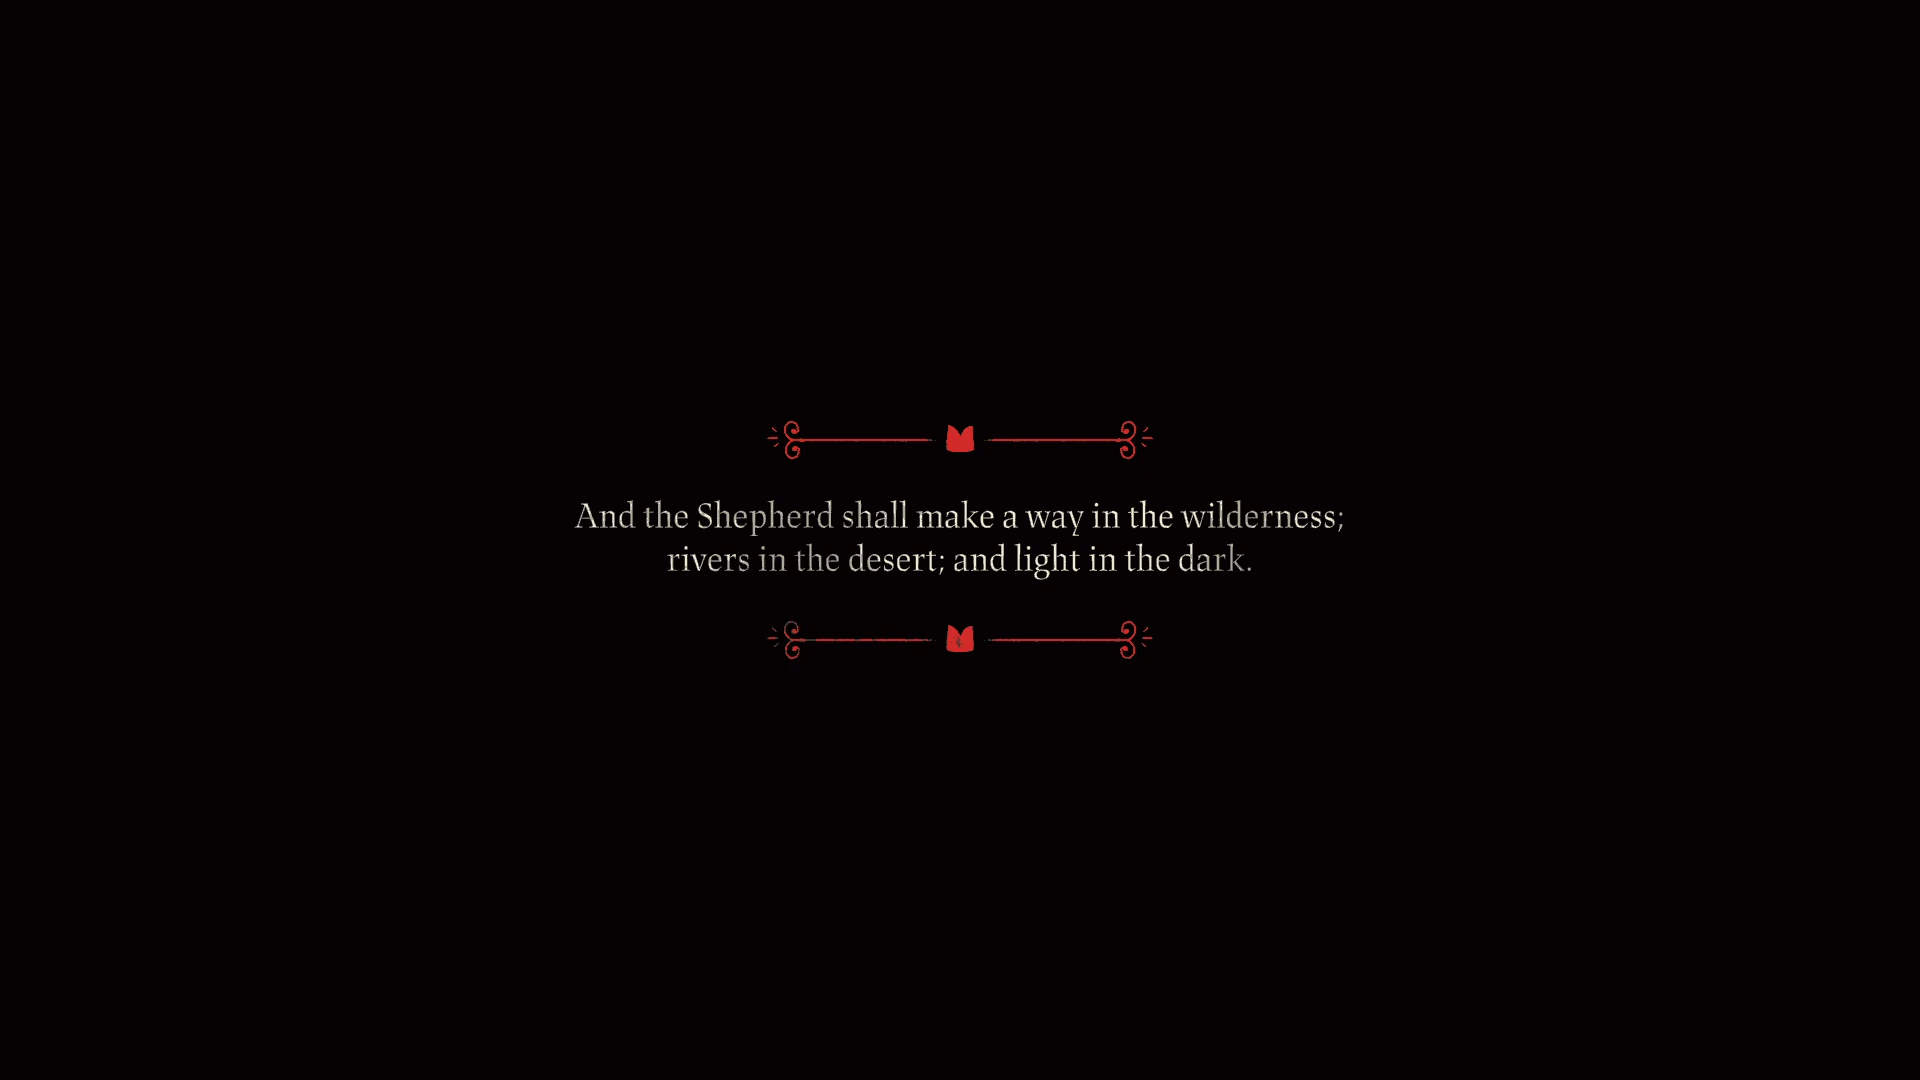 And the Shepherd shall make a way in the wilderness;
rivers in the desert; and light in the dark.